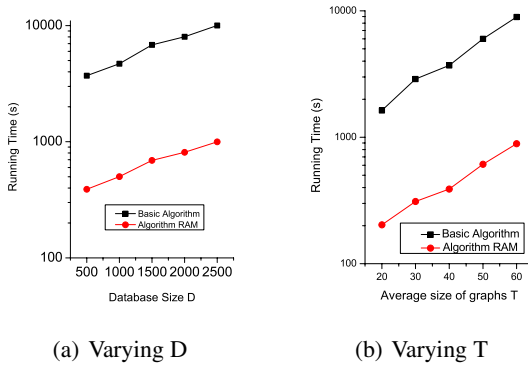 10000
1000
100
Running Time (s)
Basic Algorithm
Algorithm RAM
500 1000 1500 2000 2500
Database Size D
(a) Varying D
10000
1000
100
Running Time (s)
Basic Algorithm
Algorithm RAM
20 30 40 50 60
Average size of graphs T
(b) Varying T